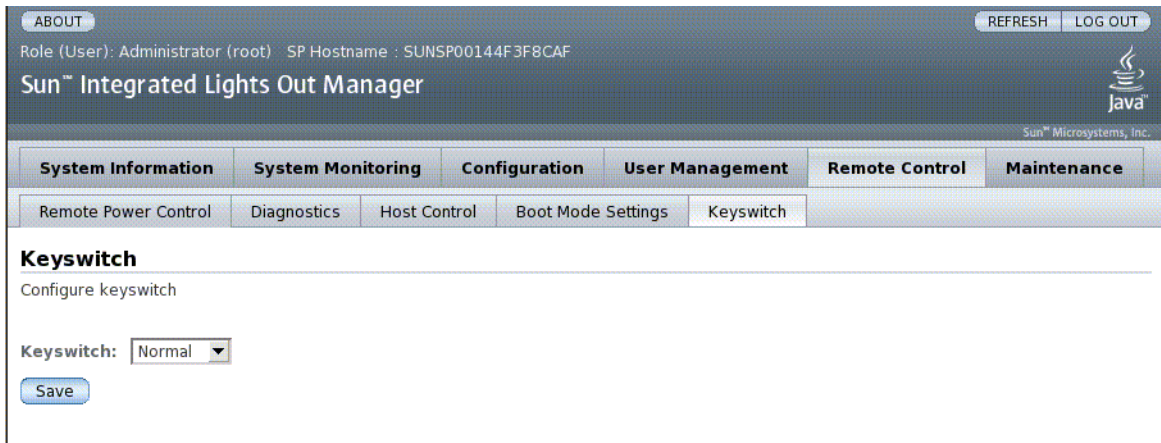 ABOUT REFRESH LOG OUT
Role (User): Administrator (root) SP Hostname : SUNSP00144F3F8CAF
Sun™ Integrated Lights Out Manager
Java™
Sun™ Microsystems, Inc.
System Information System Monitoring Configuration User Management Remote Control Maintenance
Remote Power Control Diagnostics Host Control Boot Mode Settings Keyswitch
Keyswitch
Configure keyswitch
Keyswitch: Normal
Save